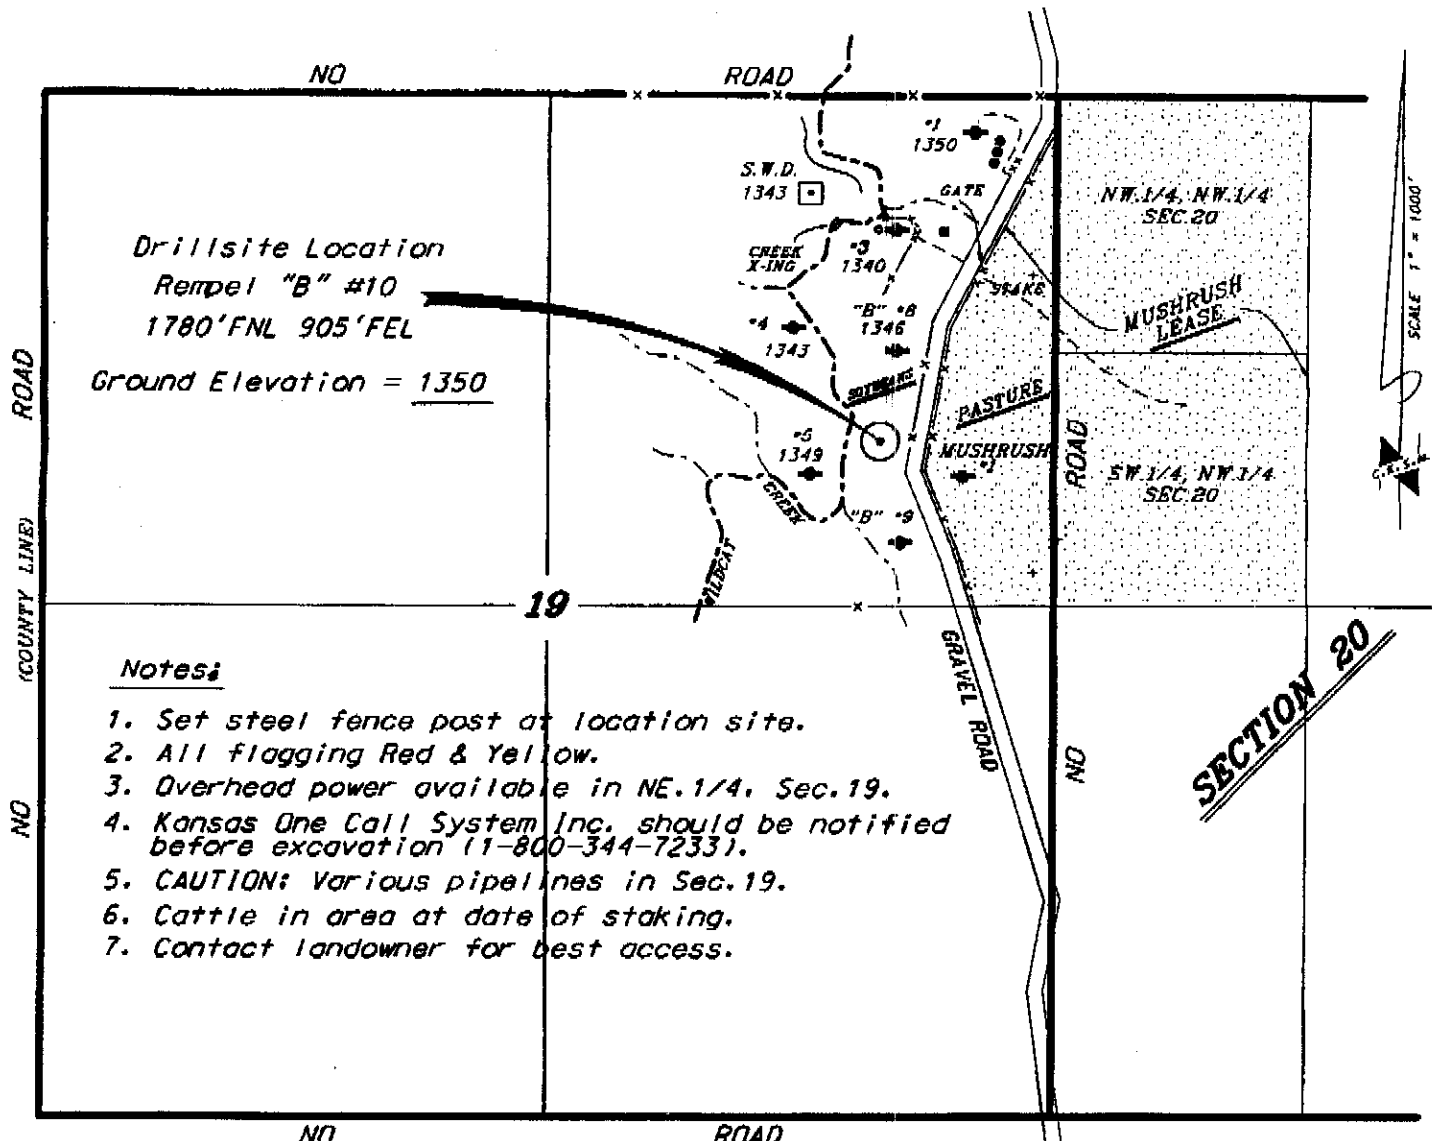 NO ROAD
•1
1350
S.W.D.
1343
GATE
NW.1/4, NW.1/4
SEC.20
SCALE 1" = 1000'
Drillsite Location
Rempel "B" #10
1780'FNL 905'FEL
Ground Elevation = 1350
CREEK
X-ING
•3
1340
STAKE
MUSHRUSH
LEASE
"B" •8
1346
•4
1343
SOYBEANS
PASTURE
ROAD
(COUNTY LINE)
NO
•5
1349
MUSHRUSH
•1
ROAD
SW.1/4, NW.1/4
SEC.20
CREEK
"B" •9
WILDCAT
19
GRAVEL ROAD
NO
SECTION 20
Notes:
1. Set steel fence post at location site.
2. All flagging Red & Yellow.
3. Overhead power available in NE.1/4, Sec.19.
4. Kansas One Call System Inc. should be notified
before excavation (1-800-344-7233).
5. CAUTION: Various pipelines in Sec.19.
6. Cattle in area at date of staking.
7. Contact landowner for best access.
NO ROAD